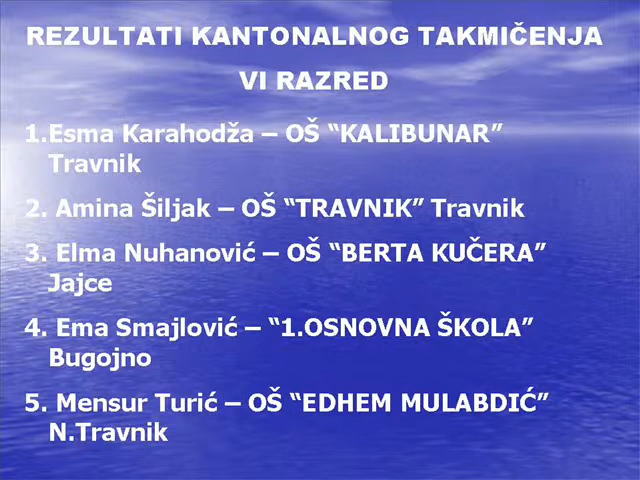 REZULTATI KANTONALNOG TAKMIČENJA
VI RAZRED
1.Esma Karahodža – OŠ “KALIBUNAR”
Travnik
2. Amina Šiljak – OŠ “TRAVNIK” Travnik
3. Elma Nuhanović – OŠ “BERTA KUČERA”
Jajce
4. Ema Smajlović – “1.OSNOVNA ŠKOLA”
Bugojno
5. Mensur Turić – OŠ “EDHEM MULABDIĆ”
N.Travnik